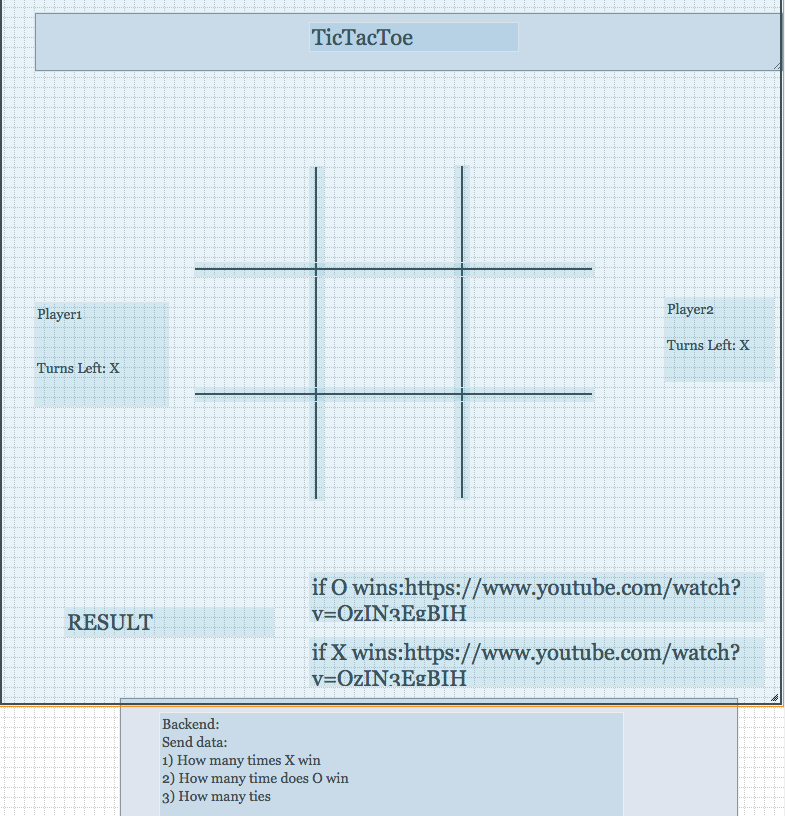 TicTacToe
Player1
Turns Left: X
Player2
Turns Left: X
RESULT
if O wins:https://www.youtube.com/watch?
v=OzIN3EgBIH
if X wins:https://www.youtube.com/watch?
v=OzIN3EgBIH
Backend:
Send data:
1) How many times X win
2) How many time does O win
3) How many ties